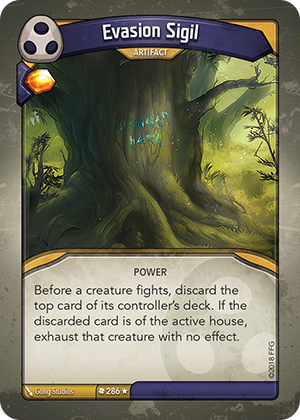 Evasion Sigil
ARTIFACT
POWER
Before a creature fights, discard the
top card of its controller's deck. If the
discarded card is of the active house,
exhaust that creature with no effect.
Gong Studios
286★
©2018 FFG